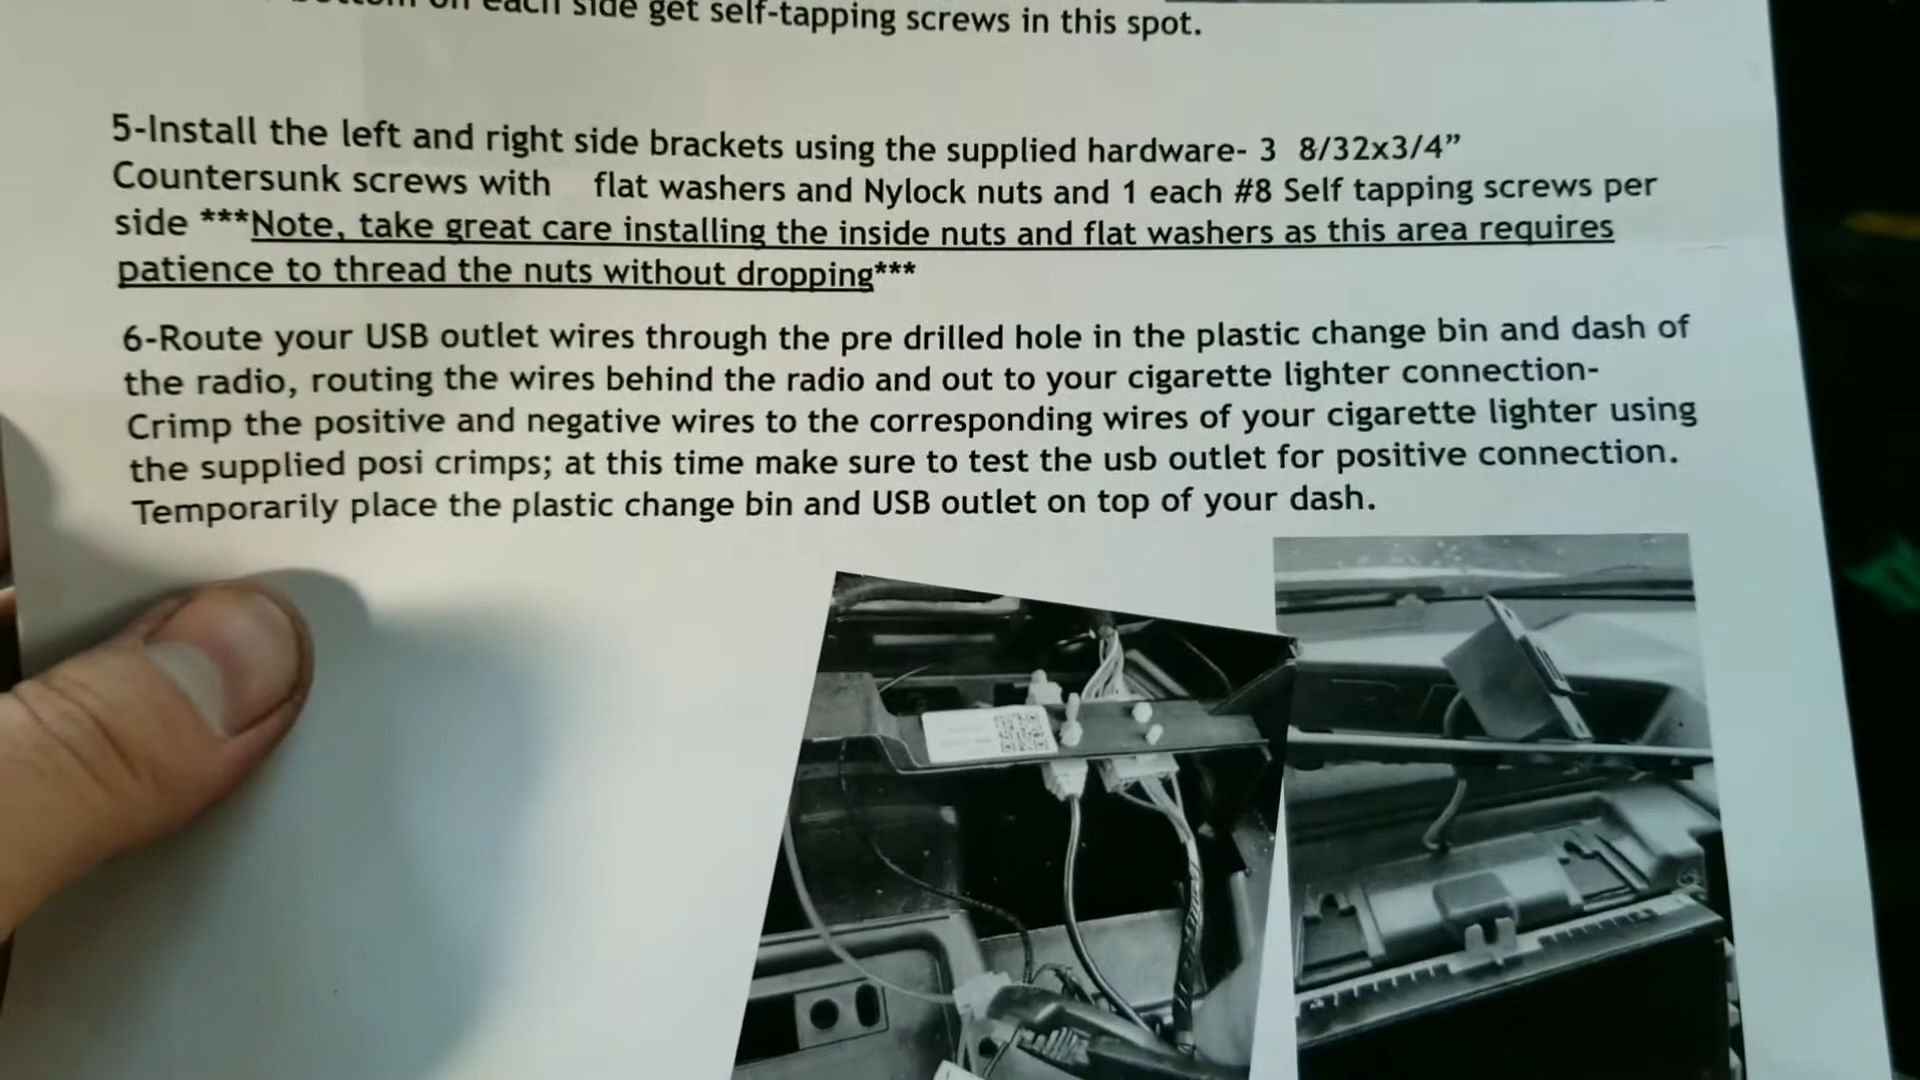 bottom on each side get self-tapping screws in this spot.
5-Install the left and right side brackets using the supplied hardware- 3 8/32x3/4”
Countersunk screws with flat washers and Nylock nuts and 1 each #8 Self tapping screws per
side ***Note, take great care installing the inside nuts and flat washers as this area requires
patience to thread the nuts without dropping***
6-Route your USB outlet wires through the pre drilled hole in the plastic change bin and dash of
the radio, routing the wires behind the radio and out to your cigarette lighter connection-
Crimp the positive and negative wires to the corresponding wires of your cigarette lighter using
the supplied posi crimps; at this time make sure to test the usb outlet for positive connection.
Temporarily place the plastic change bin and USB outlet on top of your dash.